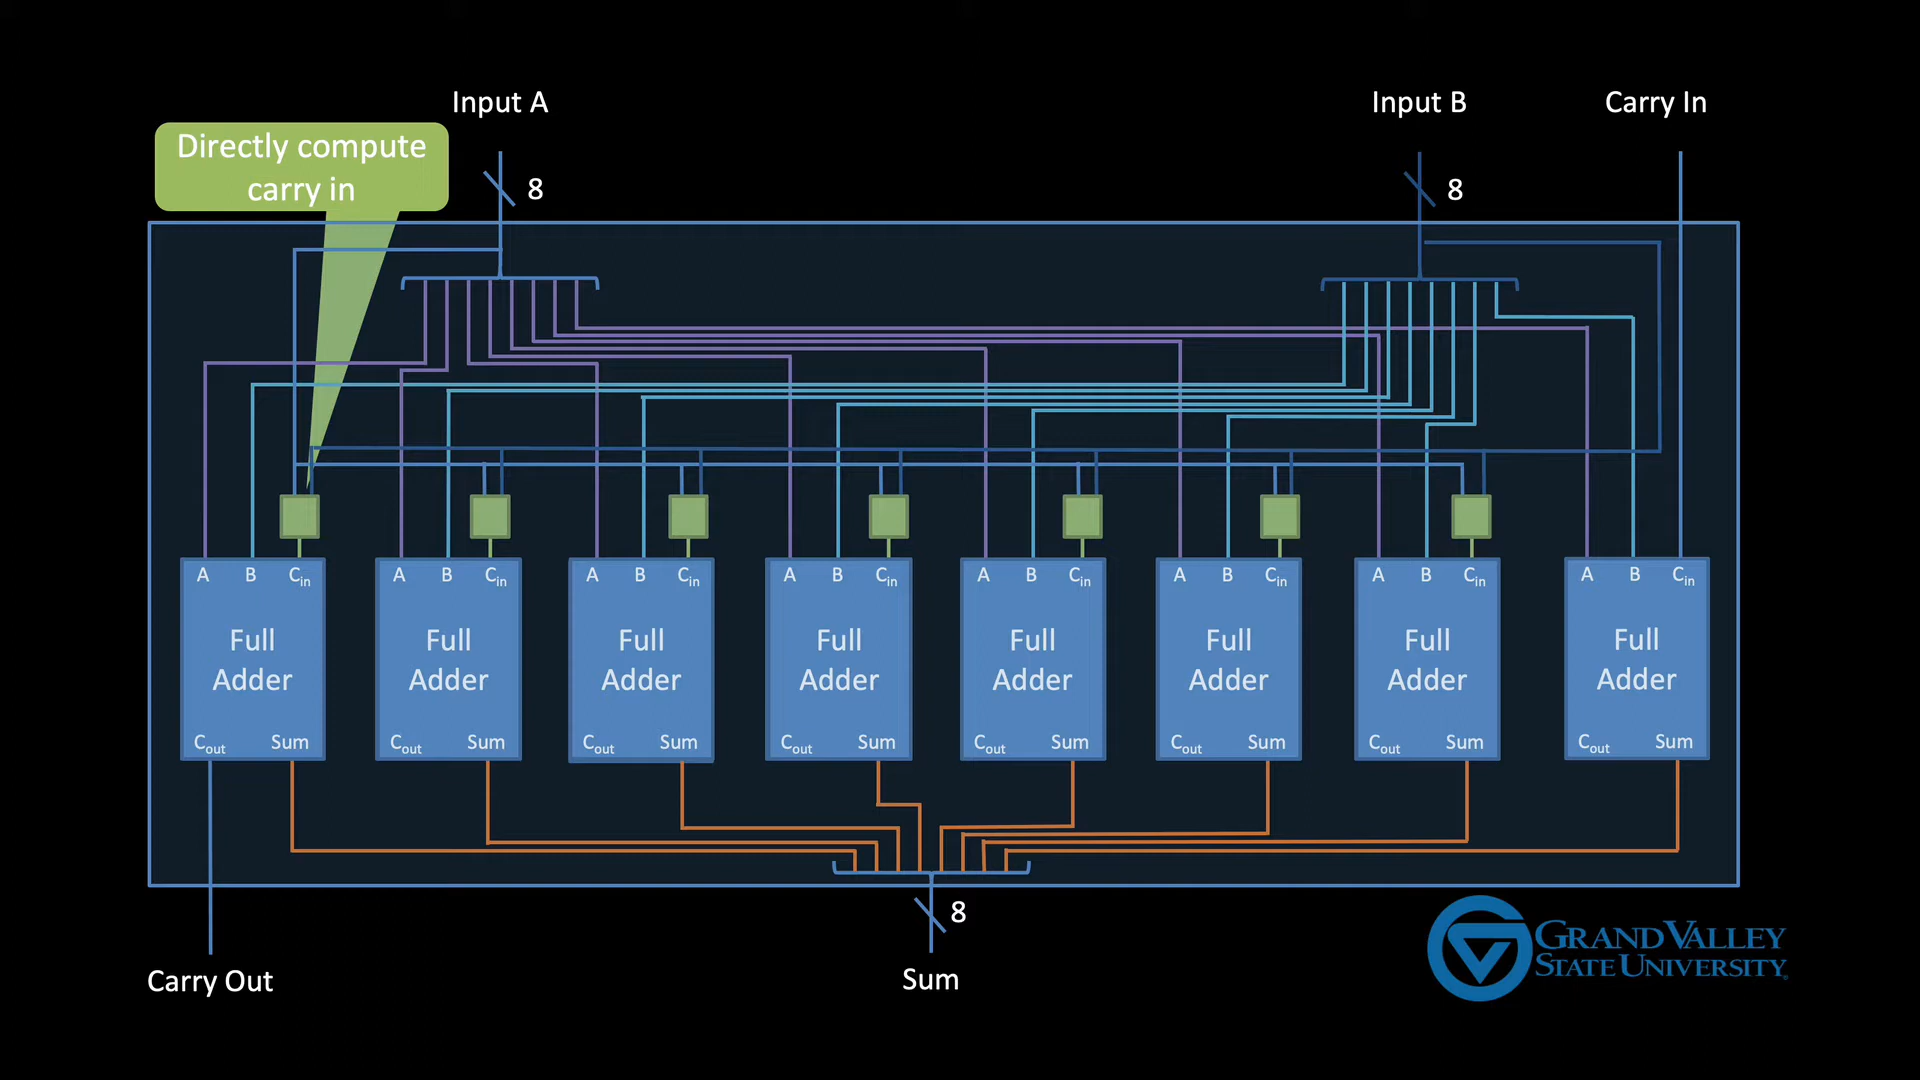 Input A
Input B
Carry In
Directly compute
carry in
8
8
A B Cin
A B Cin
A B Cin
A B Cin
A B Cin
A B Cin
A B Cin
A B Cin
Full
Adder
Full
Adder
Full
Adder
Full
Adder
Full
Adder
Full
Adder
Full
Adder
Full
Adder
Cout Sum
Cout Sum
Cout Sum
Cout Sum
Cout Sum
Cout Sum
Cout Sum
Cout Sum
8
Carry Out
Sum
GRAND VALLEY
STATE UNIVERSITY